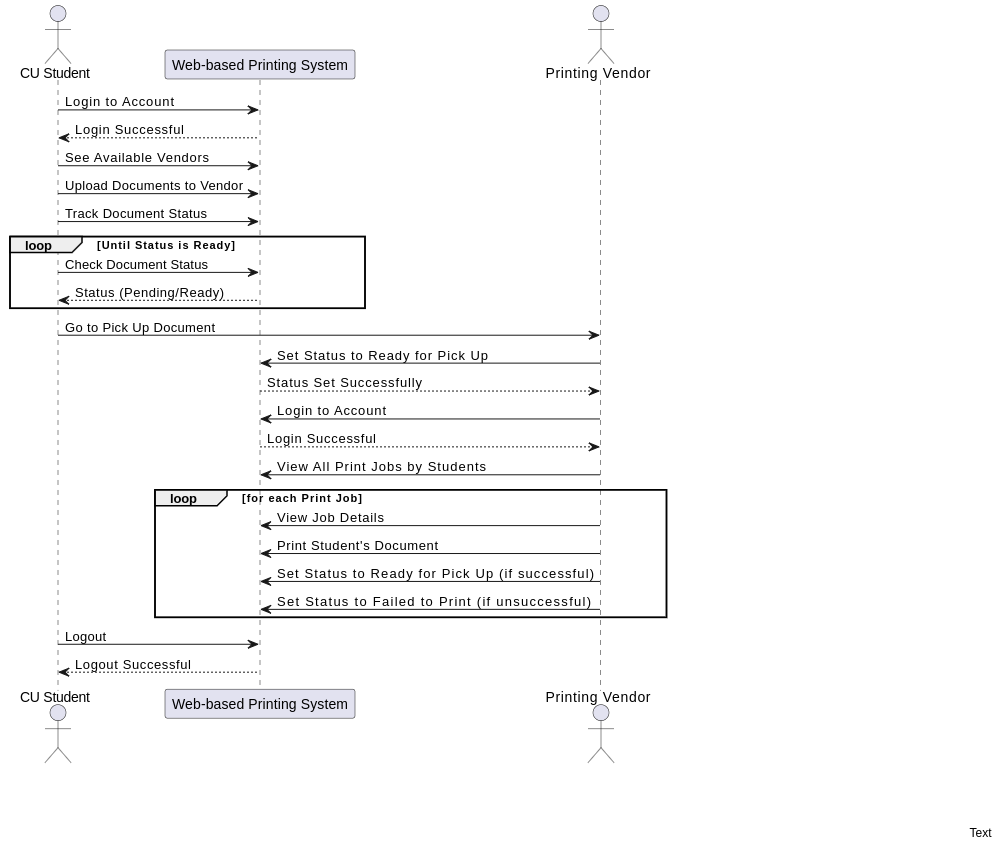 CU Student
Web-based Printing System
Printing Vendor
Login to Account
Login Successful
See Available Vendors
Upload Documents to Vendor
Track Document Status
loop [Until Status is Ready]
Check Document Status
Status (Pending/Ready)
Go to Pick Up Document
Set Status to Ready for Pick Up
Status Set Successfully
Login to Account
Login Successful
View All Print Jobs by Students
loop [for each Print Job]
View Job Details
Print Student's Document
Set Status to Ready for Pick Up (if successful)
Set Status to Failed to Print (if unsuccessful)
Logout
Logout Successful
CU Student
Web-based Printing System
Printing Vendor
Text